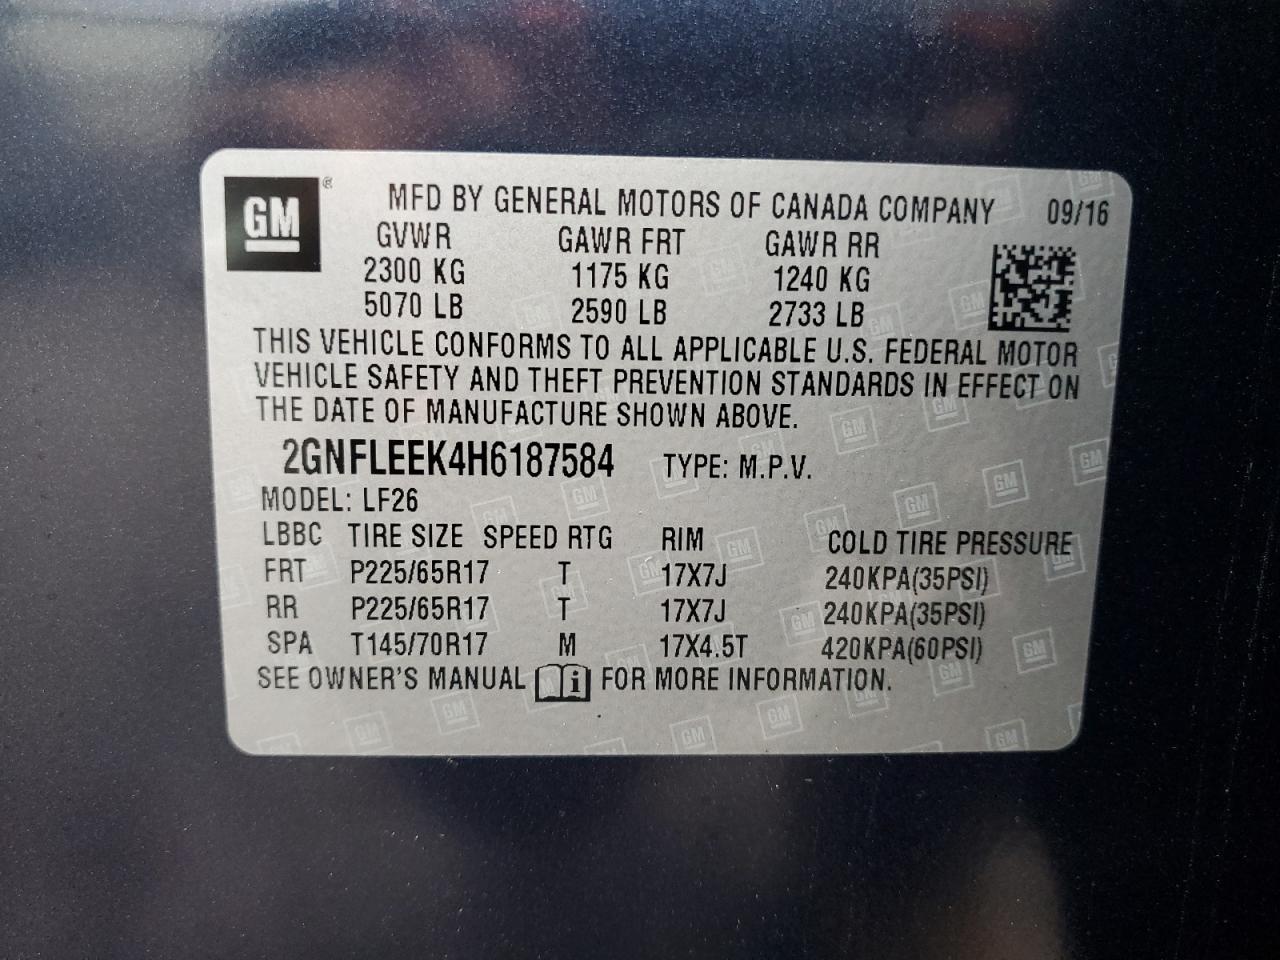 GM ® MFD BY GENERAL MOTORS OF CANADA COMPANY 09/16
GVWR GAWR FRT GAWR RR
2300 KG 1175 KG 1240 KG
5070 LB 2590 LB 2733 LB
THIS VEHICLE CONFORMS TO ALL APPLICABLE U.S. FEDERAL MOTOR
VEHICLE SAFETY AND THEFT PREVENTION STANDARDS IN EFFECT ON
THE DATE OF MANUFACTURE SHOWN ABOVE.
2GNFLEEK4H6187584 TYPE: M.P.V.
MODEL: LF26
LBBC TIRE SIZE SPEED RTG RIM COLD TIRE PRESSURE
FRT P225/65R17 T 17X7J 240KPA(35PSI)
RR P225/65R17 T 17X7J 240KPA(35PSI)
SPA T145/70R17 M 17X4.5T 420KPA(60PSI)
SEE OWNER'S MANUAL i FOR MORE INFORMATION.